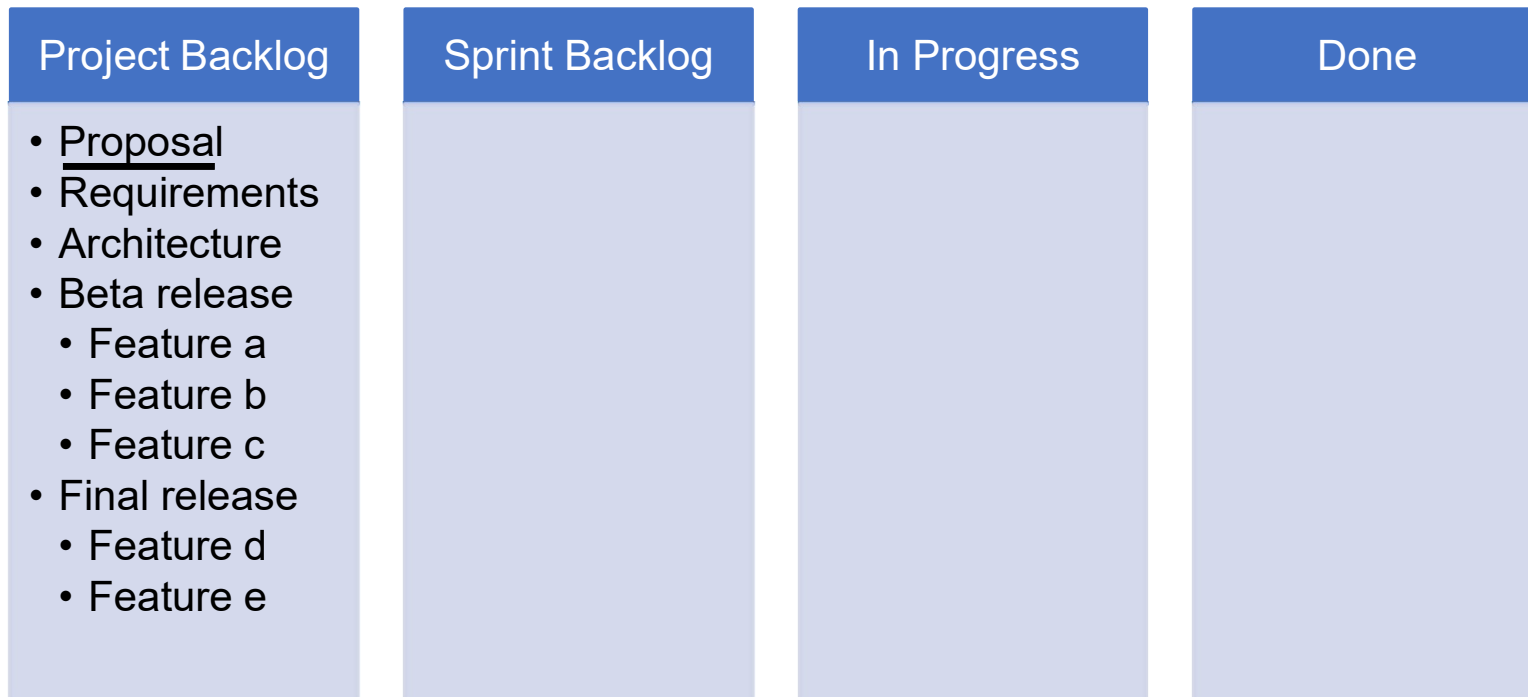 Project Backlog
• Proposal
• Requirements
• Architecture
• Beta release
• Feature a
• Feature b
• Feature c
• Final release
• Feature d
• Feature e
Sprint Backlog
In Progress
Done